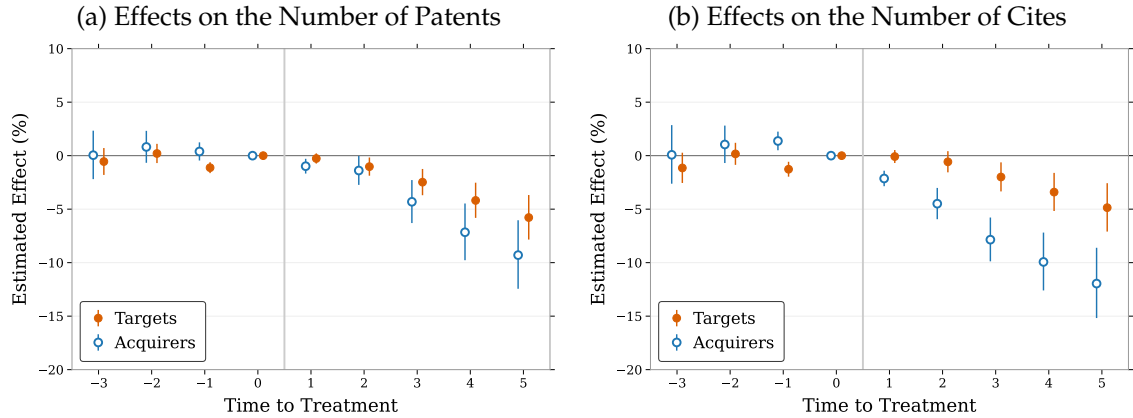 (a) Effects on the Number of Patents
10
5
0
−5
−10
−15
−20
Estimated Effect (%)
Targets
Acquirers
−3 −2 −1 0 1 2 3 4 5
Time to Treatment
(b) Effects on the Number of Cites
10
5
0
−5
−10
−15
−20
Estimated Effect (%)
Targets
Acquirers
−3 −2 −1 0 1 2 3 4 5
Time to Treatment